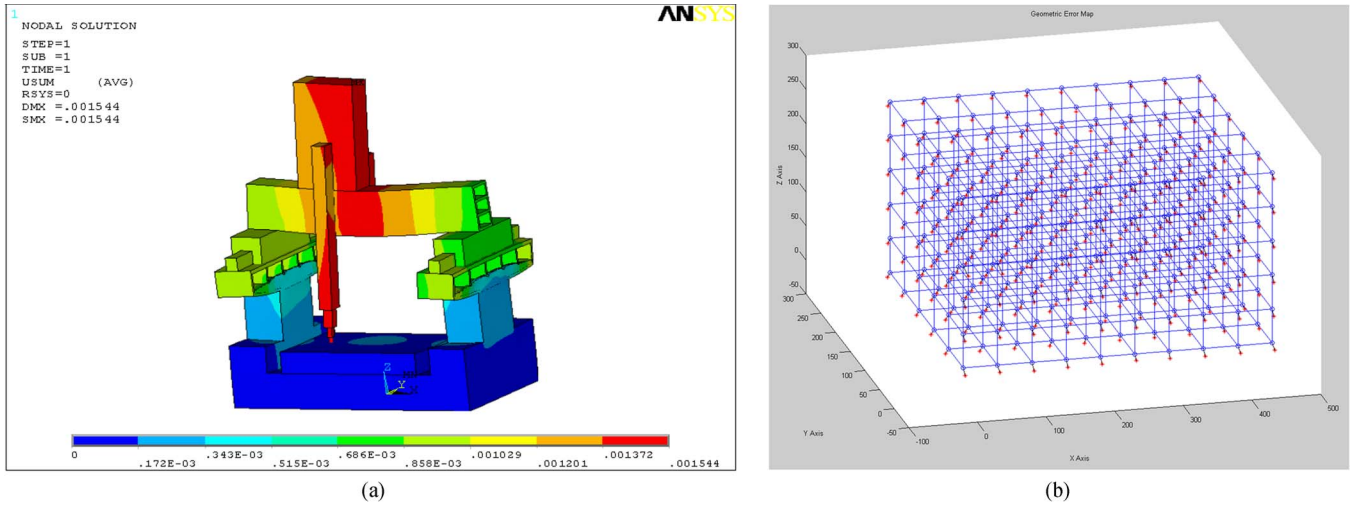 1
ANSYS
NODAL SOLUTION
STEP=1
SUB =1
TIME=1
USUM (AVG)
RSYS=0
DMX =.001544
SMX =.001544
Z
Y
X
0 .343E-03 .686E-03 .001029 .001372
.172E-03 .515E-03 .858E-03 .001201 .001544
(a)
Geometric Error Map
300
250
200
150
100
50
0
-50
Z Axis
300
250
200
150
100
50
0
-50
Y Axis
-100 0 100 200 300 400 500
X Axis
(b)